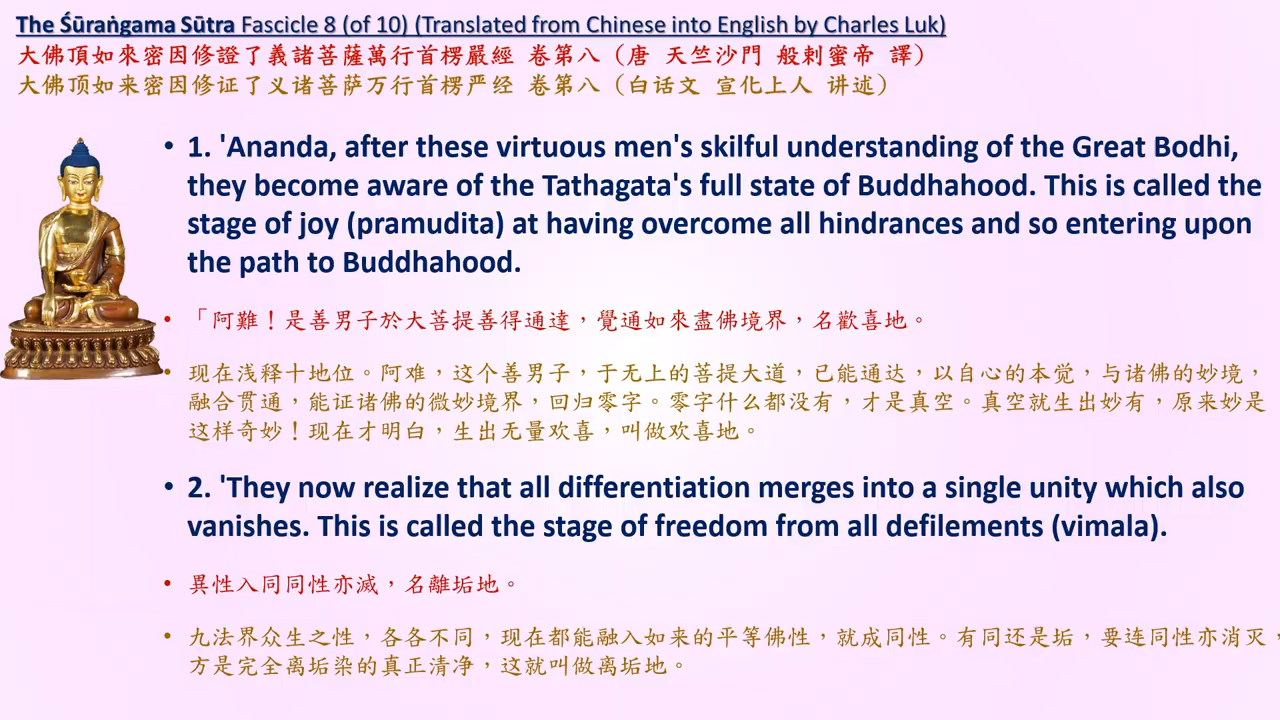 The Śūraṅgama Sūtra Fascicle 8 (of 10) (Translated from Chinese into English by Charles Luk)
大佛頂如來密因修證了義諸菩薩萬行首楞嚴經 卷第八（唐 天竺沙門 般剌蜜帝 譯）
大佛顶如来密因修证了义诸菩萨万行首楞严经 卷第八（白话文 宣化上人 讲述）
• 1. 'Ananda, after these virtuous men's skilful understanding of the Great Bodhi,
they become aware of the Tathagata's full state of Buddhahood. This is called the
stage of joy (pramudita) at having overcome all hindrances and so entering upon
the path to Buddhahood.
• 「阿難！是善男子於大菩提善得通達，覺通如來盡佛境界，名歡喜地。
• 现在浅释十地位。阿难，这个善男子，于无上的菩提大道，已能通达，以自心的本觉，与诸佛的妙境，
融合贯通，能证诸佛的微妙境界，回归零字。零字什么都没有，才是真空。真空就生出妙有，原来妙是
这样奇妙！现在才明白，生出无量欢喜，叫做欢喜地。
• 2. 'They now realize that all differentiation merges into a single unity which also
vanishes. This is called the stage of freedom from all defilements (vimala).
• 異性入同同性亦滅，名離垢地。
• 九法界众生之性，各各不同，现在都能融入如来的平等佛性，就成同性。有同还是垢，要连同性亦消灭，
方是完全离垢染的真正清净，这就叫做离垢地。